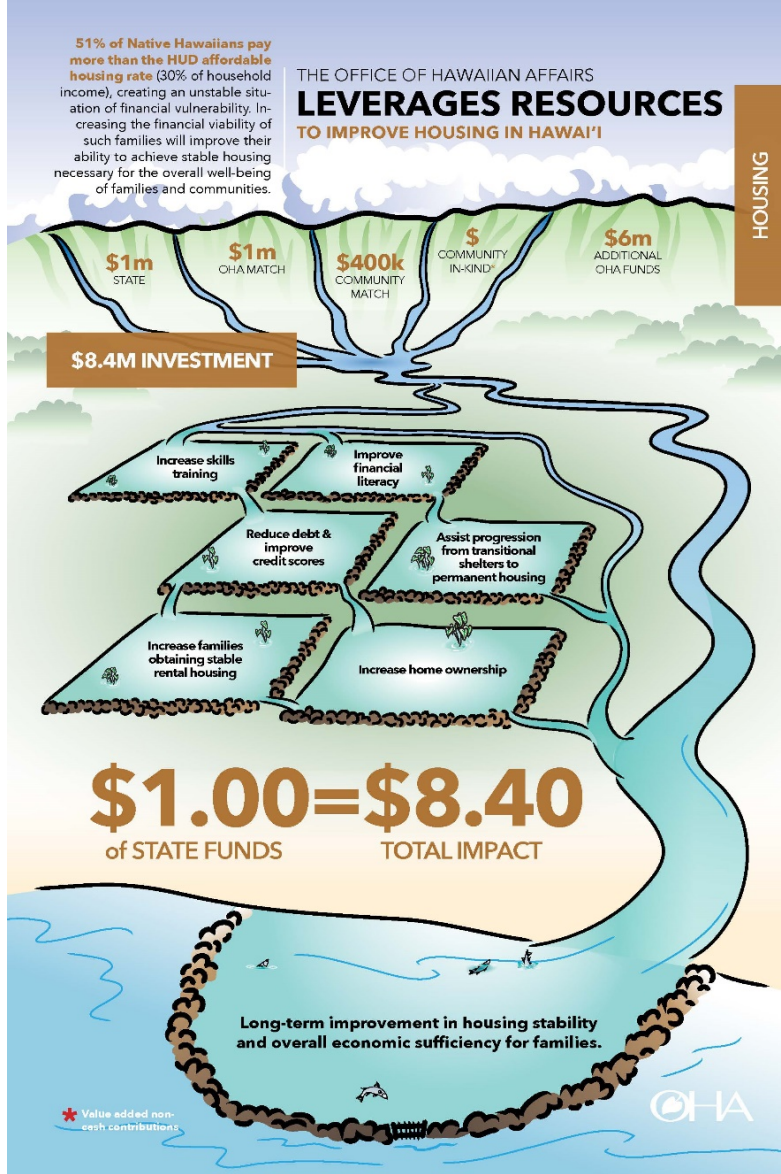 51% of Native Hawaiians pay
more than the HUD affordable
housing rate (30% of household
income), creating an unstable situ-
ation of financial vulnerability. In-
creasing the financial viability of
such families will improve their
ability to achieve stable housing
necessary for the overall well-being
of families and communities.
THE OFFICE OF HAWAIIAN AFFAIRS
LEVERAGES RESOURCES
TO IMPROVE HOUSING IN HAWAI'I
HOUSING
$1m
STATE
$1m
OHA MATCH
$400k
COMMUNITY
MATCH
$
COMMUNITY
IN-KIND*
$6m
ADDITIONAL
OHA FUNDS
$8.4M INVESTMENT
Increase skills
training
Improve
financial
literacy
Reduce debt &
improve
credit scores
Assist progression
from transitional
shelters to
permanent housing
Increase families
obtaining stable
rental housing
Increase home ownership
$1.00=$8.40
of STATE FUNDS TOTAL IMPACT
Long-term improvement in housing stability
and overall economic sufficiency for families.
* Value added non-
cash contributions
OHA